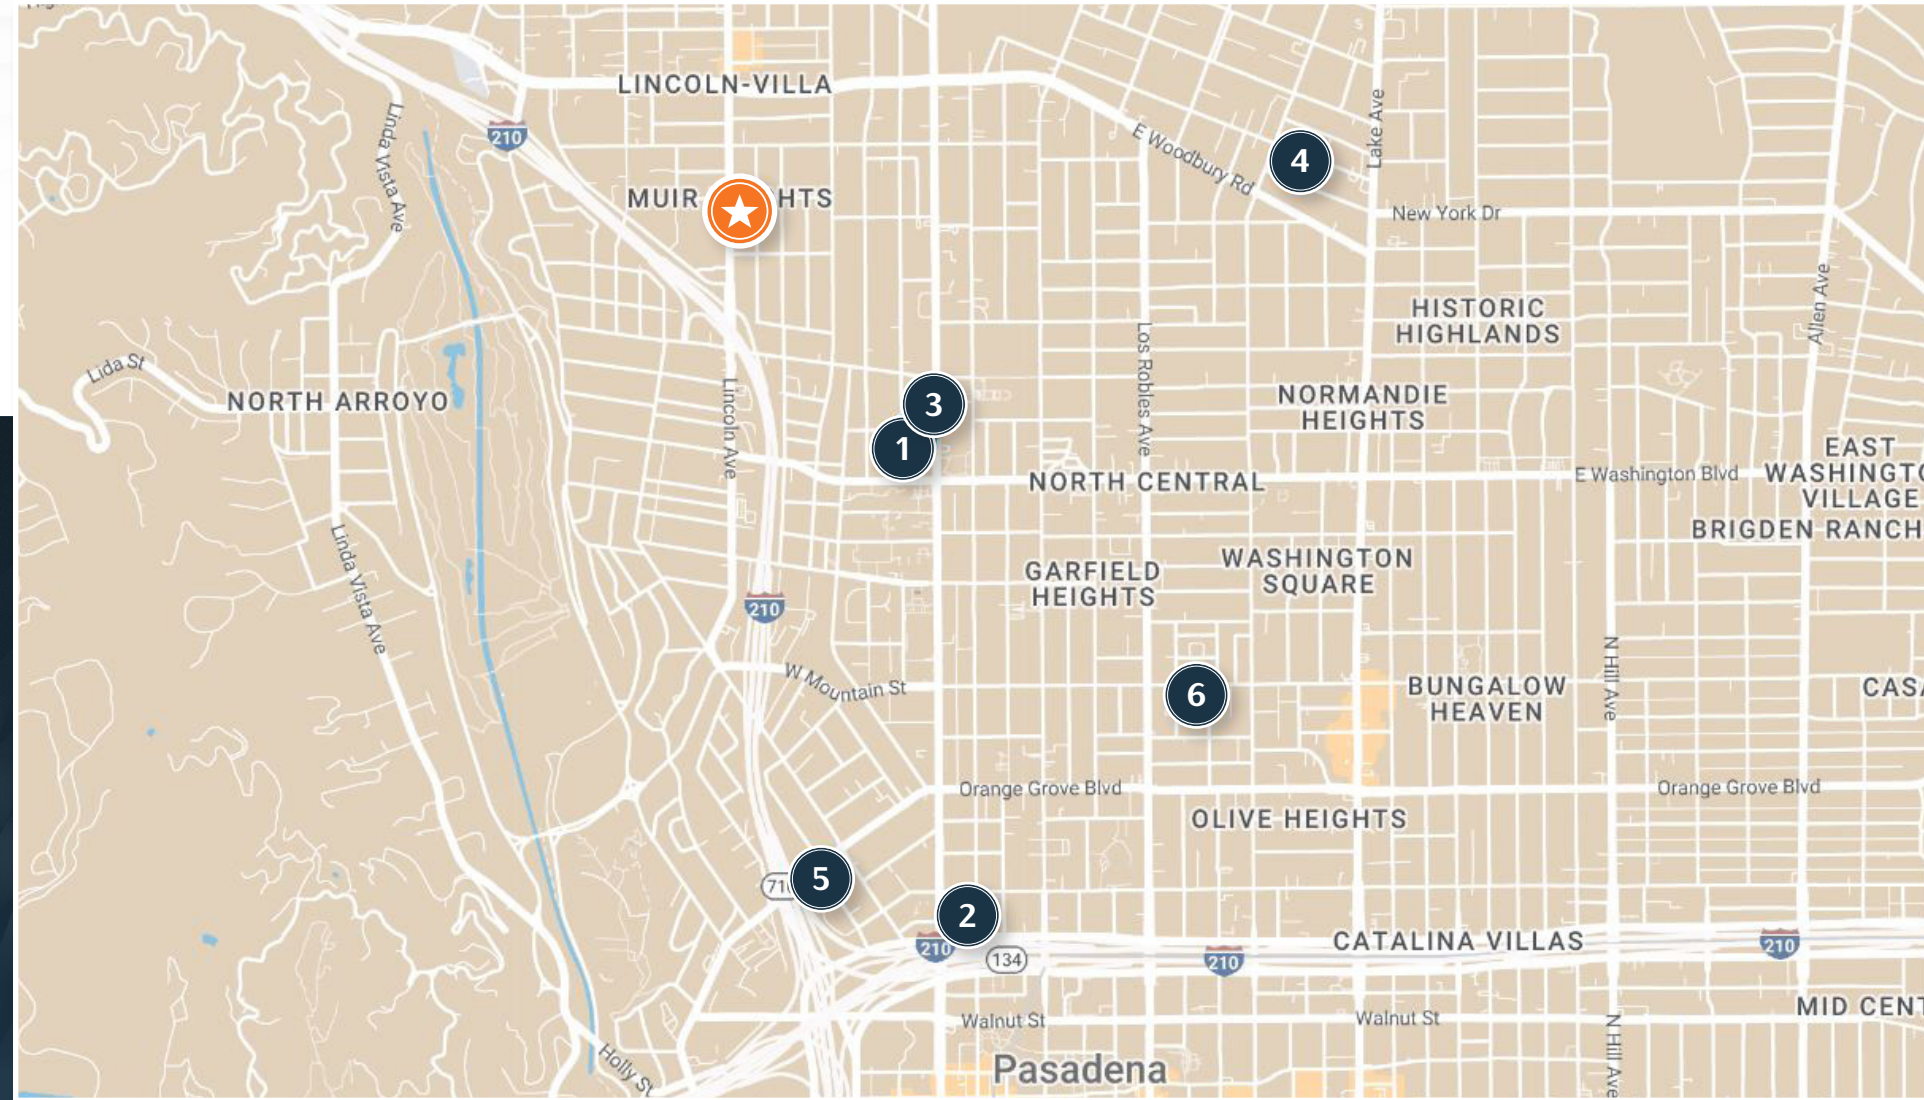 LINCOLN-VILLA
Linda Vista Ave
210
E Woodbury Rd
4
Lake Ave
MUIR HTS
New York Dr
HISTORIC
HIGHLANDS
Allen Ave
Lida St
NORTH ARROYO
Lincoln Ave
3
1
Los Robles Ave
NORMANDIE
HEIGHTS
NORTH CENTRAL
E Washington Blvd
EAST
WASHINGTO
VILLAGE
BRIGDEN RANCH
Linda Vista Ave
210
GARFIELD
HEIGHTS
WASHINGTON
SQUARE
W Mountain St
6
BUNGALOW
HEAVEN
N Hill Ave
CASA
Orange Grove Blvd
Orange Grove Blvd
OLIVE HEIGHTS
710
5
2
210
134
210
CATALINA VILLAS
210
Walnut St
Walnut St
MID CENT
N Hill Ave
Holly St
Pasadena